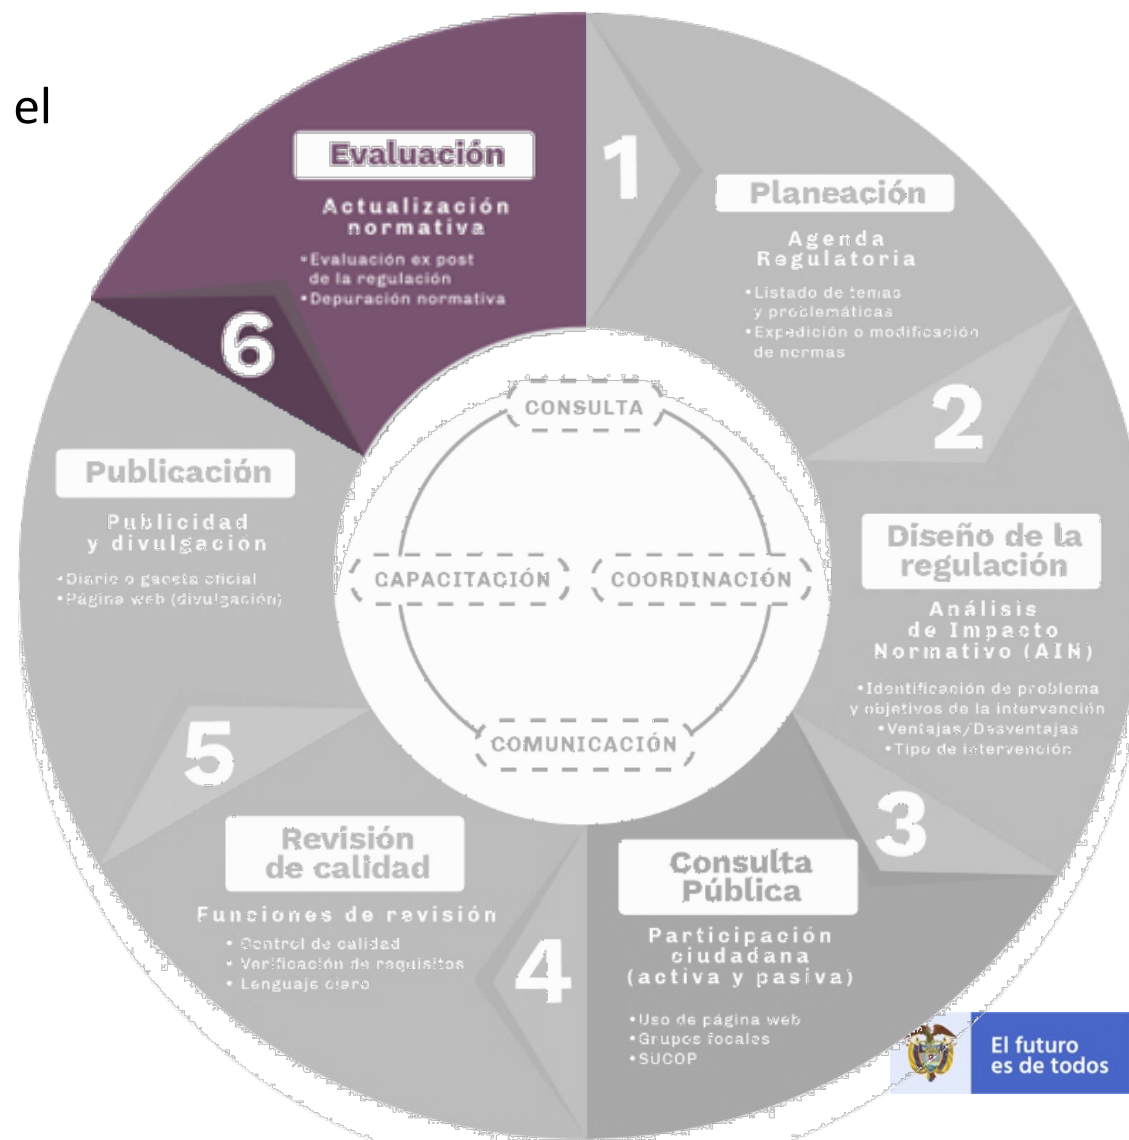 el
1
Planeación
Agenda
Regulatoria
•Listado de temas
y problemáticas
•Expedición o modificación
de normas
2
Diseño de la
regulación
Análisis
de Impacto
Normativo (AIN)
•Identificación de problema
y objetivos de la intervención
•Ventajas/Desventajas
•Tipo de intervención
3
Consulta
Pública
Participación
ciudadana
(activa y pasiva)
•Uso de página web
•Grupos focales
•SUCOP
4
Revisión
de calidad
Funciones de revisión
• Control de calidad
• Verificación de requisitos
• Lenguaje claro
5
Publicación
Publicidad
y divulgación
•Diario o gaceta oficial
•Página web (divulgación)
6
Evaluación
Actualización
normativa
•Evaluación ex post
de la regulación
•Depuración normativa
CONSULTA
CAPACITACIÓN
COORDINACIÓN
COMUNICACIÓN
El futuro
es de todos